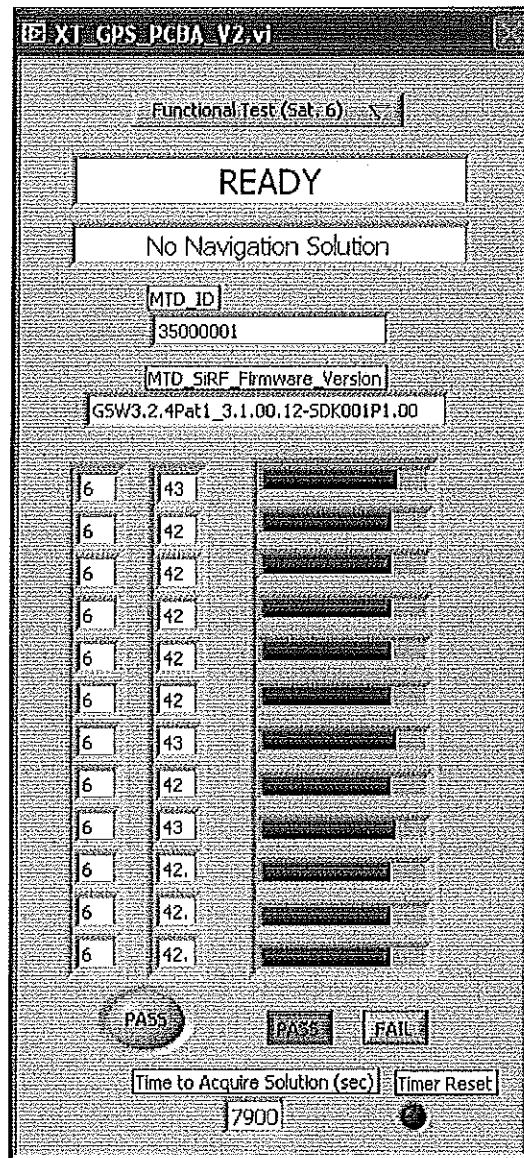 XT_GPS_PCBA_V2.vi
Functional Test (Sat. 6)
READY
No Navigation Solution
MTD_ID
35000001
MTD_SiRF_Firmware_Version
GSW3.2.4Pat1_3.1.00.12-SDK001P1.00
6 43
6 42
6 42
6 42
6 42
6 42
6 43
6 42
6 43
6 42.
6 42.
6 42.
PASS PASS FAIL
Time to Acquire Solution (sec) Timer Reset
7900